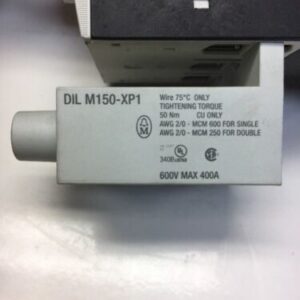 DIL M150-XP1
Wire 75°C ONLY
TIGHTENING TORQUE
50 Nm CU ONLY
AWG 2/0 - MCM 600 FOR SINGLE
AWG 2/0 - MCM 250 FOR DOUBLE
M
340B
600V MAX 400A